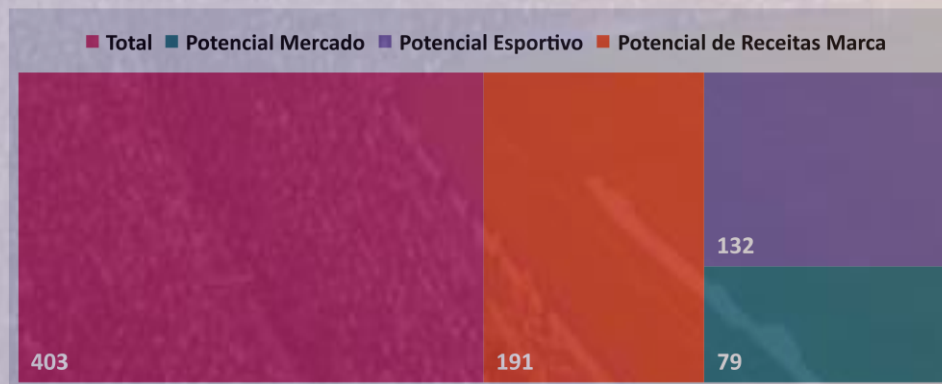 Total Potencial Mercado Potencial Esportivo Potencial de Receitas Marca
132
403 191 79